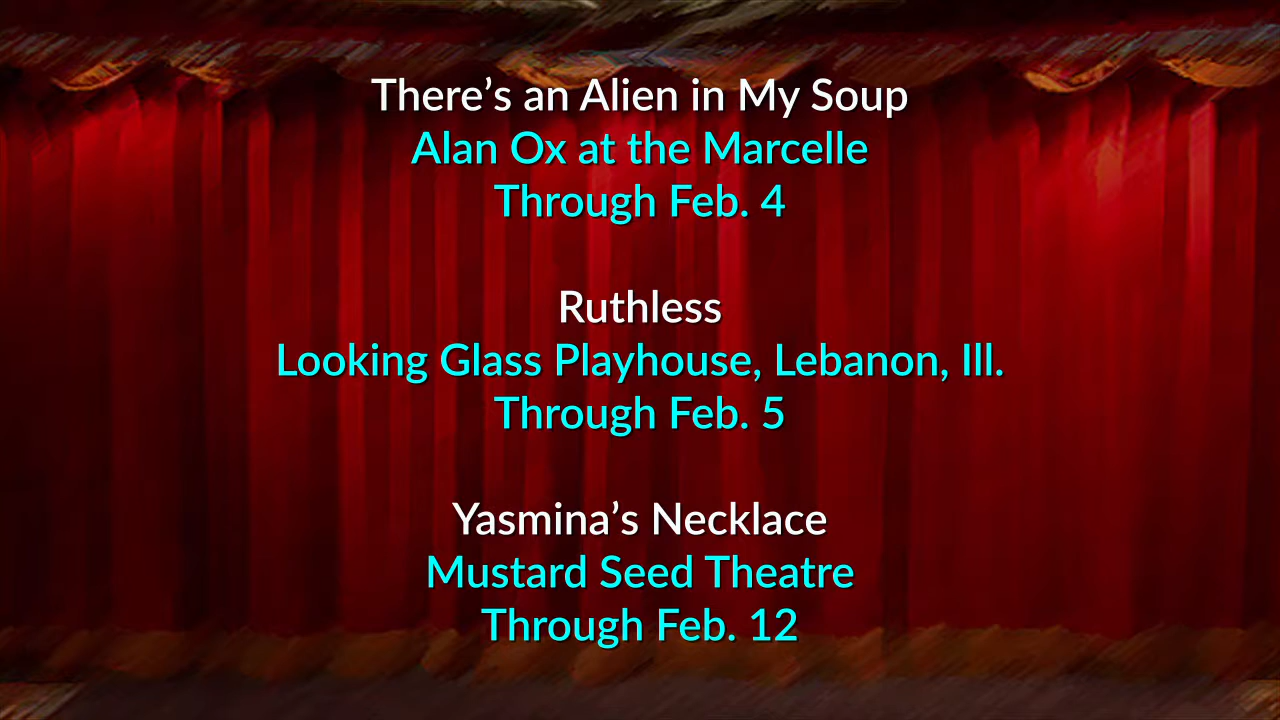 There’s an Alien in My Soup
Alan Ox at the Marcelle
Through Feb. 4
Ruthless
Looking Glass Playhouse, Lebanon, Ill.
Through Feb. 5
Yasmina’s Necklace
Mustard Seed Theatre
Through Feb. 12